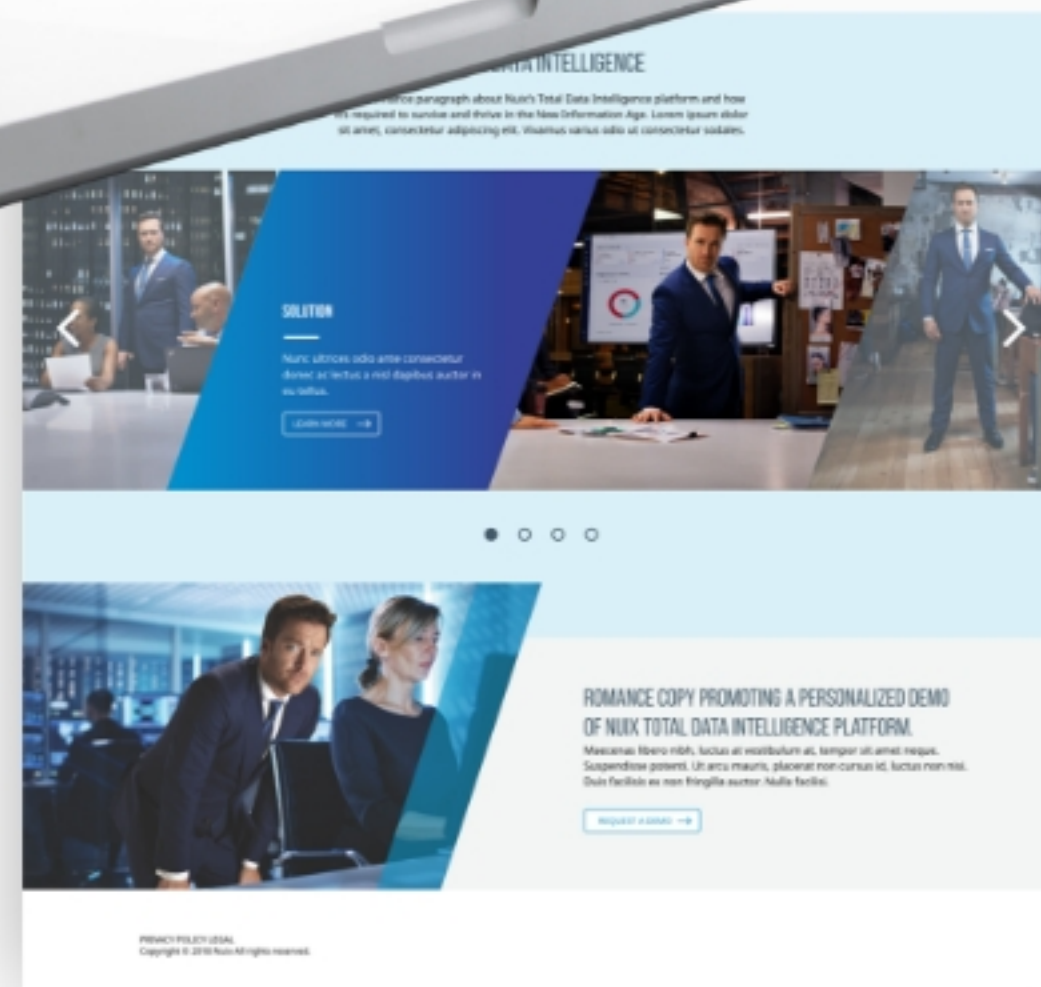 DATA INTELLIGENCE
paragraph about Nuix's Total Data Intelligence platform and how
it's required to survive and thrive in the New Information Age. Lorem ipsum dolor
sit amet, consectetur adipiscing elit. Vivamus varius odio ut consectetur sodales.
SOLUTION
Nunc ultrices odio ante consectetur
donec ac lectus a nisl dapibus auctor in
eu tellus.
LEARN MORE
ROMANCE COPY PROMOTING A PERSONALIZED DEMO
OF NUIX TOTAL DATA INTELLIGENCE PLATFORM.
Maecenas libero nibh, luctus at vestibulum at, tempor sit amet neque.
Suspendisse potenti. Ut arcu mauris, placerat non cursus id, luctus non nisi.
Duis facilisis ex non fringilla auctor. Nulla facilisi.
REQUEST A DEMO
PRIVACY POLICY LEGAL
Copyright © 2018 Nuix All rights reserved.